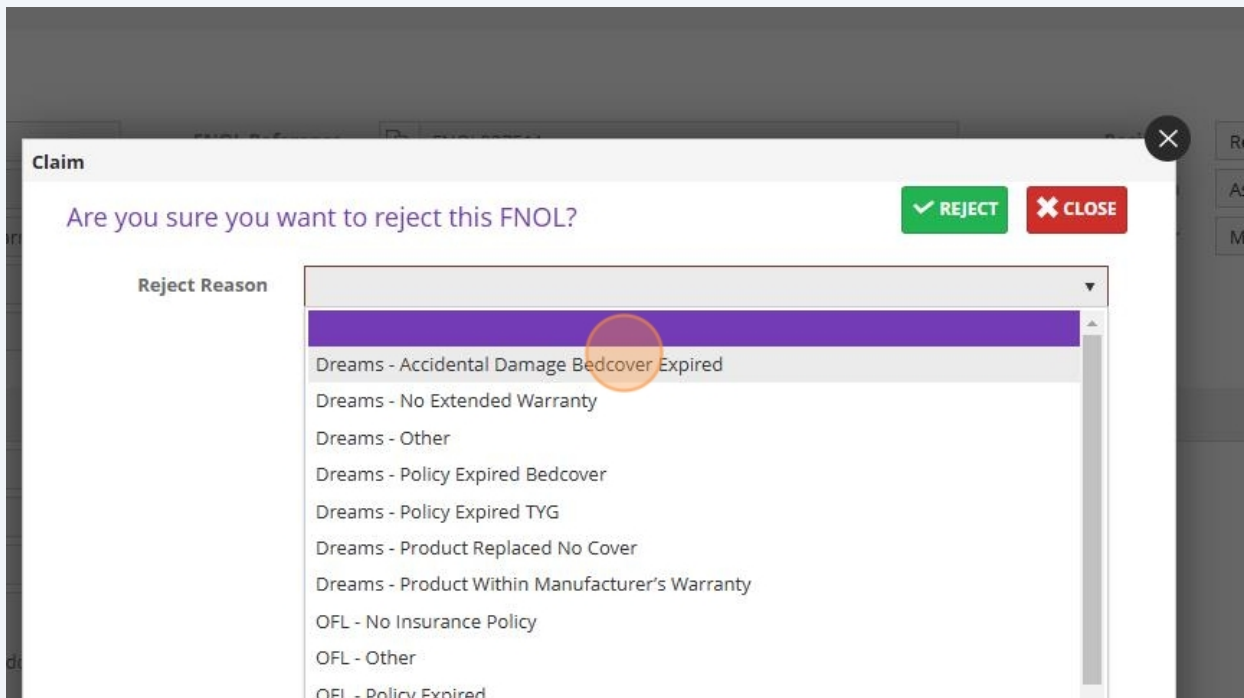 Claim
Are you sure you want to reject this FNOL?
REJECT
CLOSE
Reject Reason
Dreams - Accidental Damage Bedcover Expired
Dreams - No Extended Warranty
Dreams - Other
Dreams - Policy Expired Bedcover
Dreams - Policy Expired TYG
Dreams - Product Replaced No Cover
Dreams - Product Within Manufacturer's Warranty
OFL - No Insurance Policy
OFL - Other
OFL - Policy Expired